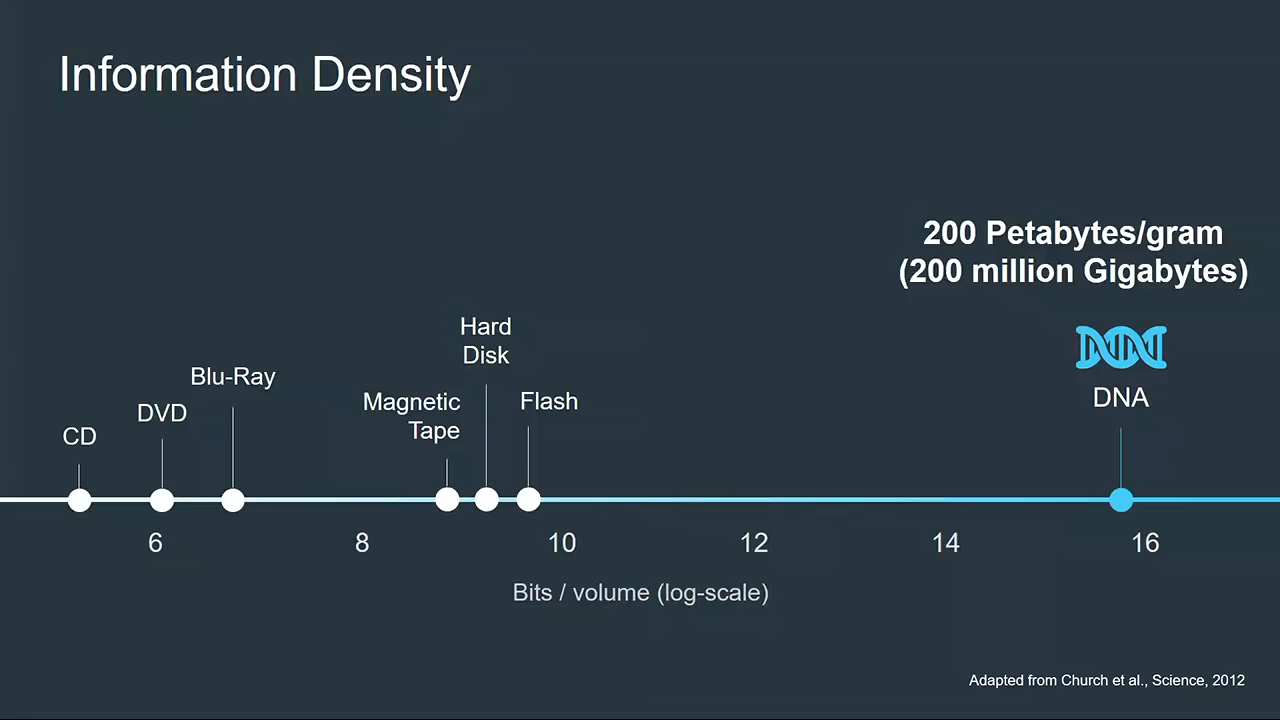 Information Density
200 Petabytes/gram
(200 million Gigabytes)
Hard
Disk
Blu-Ray
Magnetic
Tape
Flash
DNA
DVD
CD
6
8
10
12
14
16
Bits / volume (log-scale)
Adapted from Church et al., Science, 2012